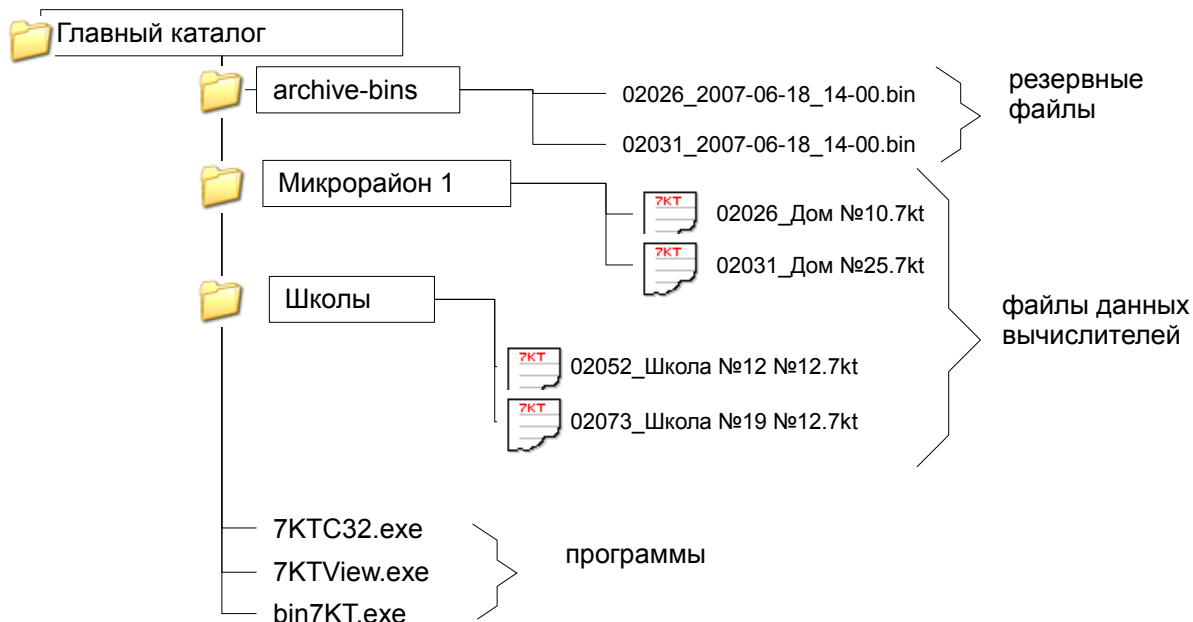 Главный каталог
archive-bins
02026_2007-06-18_14-00.bin
02031_2007-06-18_14-00.bin
резервные
файлы
Микрорайон 1
7KT
02026_Дом №10.7kt
7KT
02031_Дом №25.7kt
Школы
7KT
02052_Школа №12 №12.7kt
7KT
02073_Школа №19 №12.7kt
файлы данных
вычислителей
7KTC32.exe
7KTView.exe
bin7KT.exe
программы